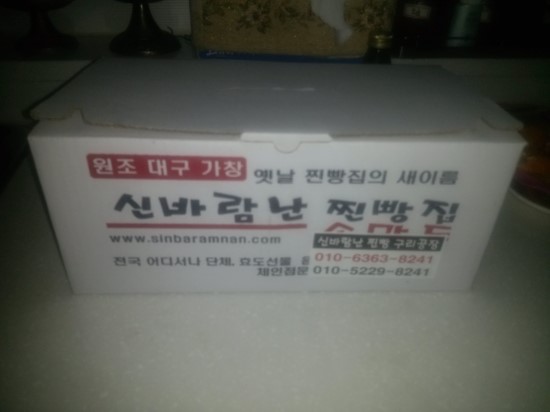 원조 대구 가창 옛날 찐빵집의 새이름
신바람난 찐빵집
www.sinbaramnan.com
신바람난 찐빵 구리공장
010-6363-8241
전국 어디서나 단체, 효도선물
체인점문
010-5229-8241